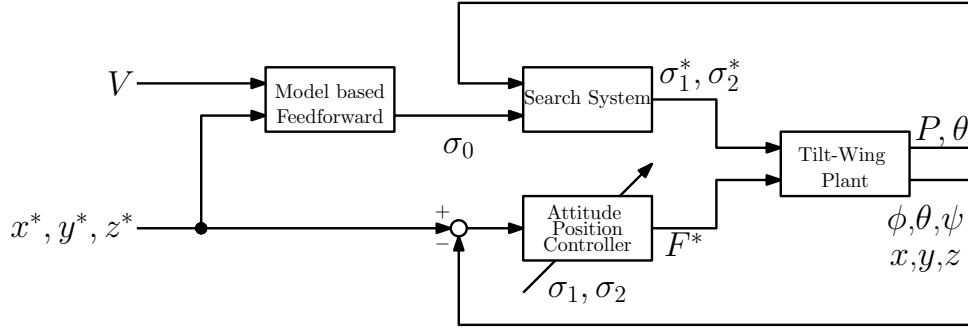 V
Model based
Feedforward
σ₀
Search System
σ₁*, σ₂*
P, θ
Tilt-Wing
Plant
x*, y*, z*
+
−
Attitude
Position
Controller
F*
ϕ,θ,ψ
x,y,z
σ₁, σ₂